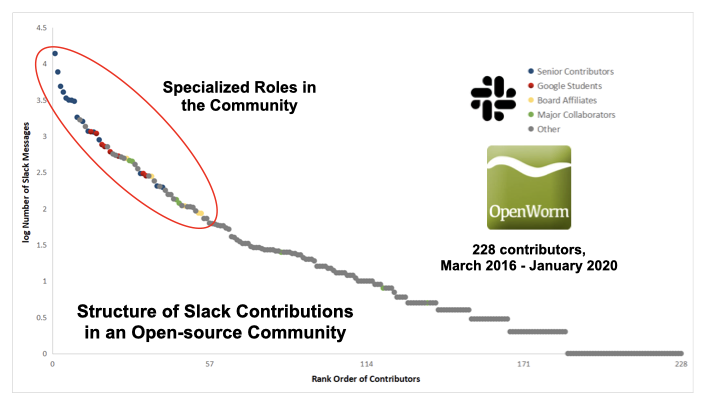 4.5
4
3.5
3
2.5
2
1.5
1
0.5
0
log Number of Slack Messages
Specialized Roles in
the Community
Senior Contributors
Google Students
Board Affiliates
Major Collaborators
Other
OpenWorm
228 contributors,
March 2016 - January 2020
Structure of Slack Contributions
in an Open-source Community
0
57
114
171
228
Rank Order of Contributors